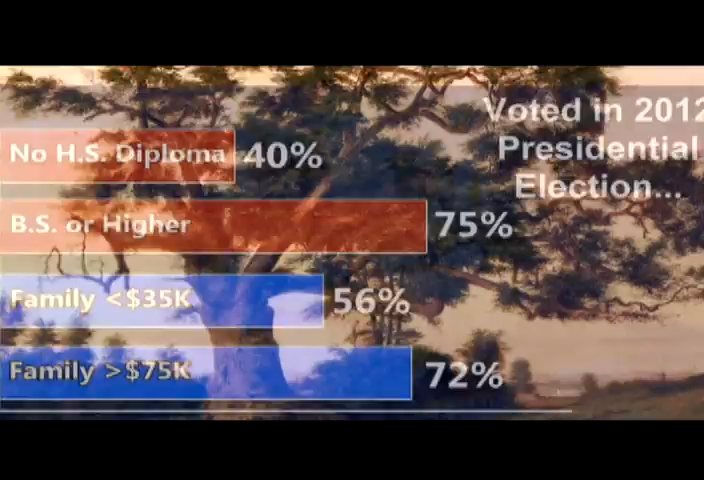 Voted in 2012
Presidential
Election...
No H.S. Diploma 40%
B.S. or Higher 75%
Family <$35K 56%
Family >$75K 72%